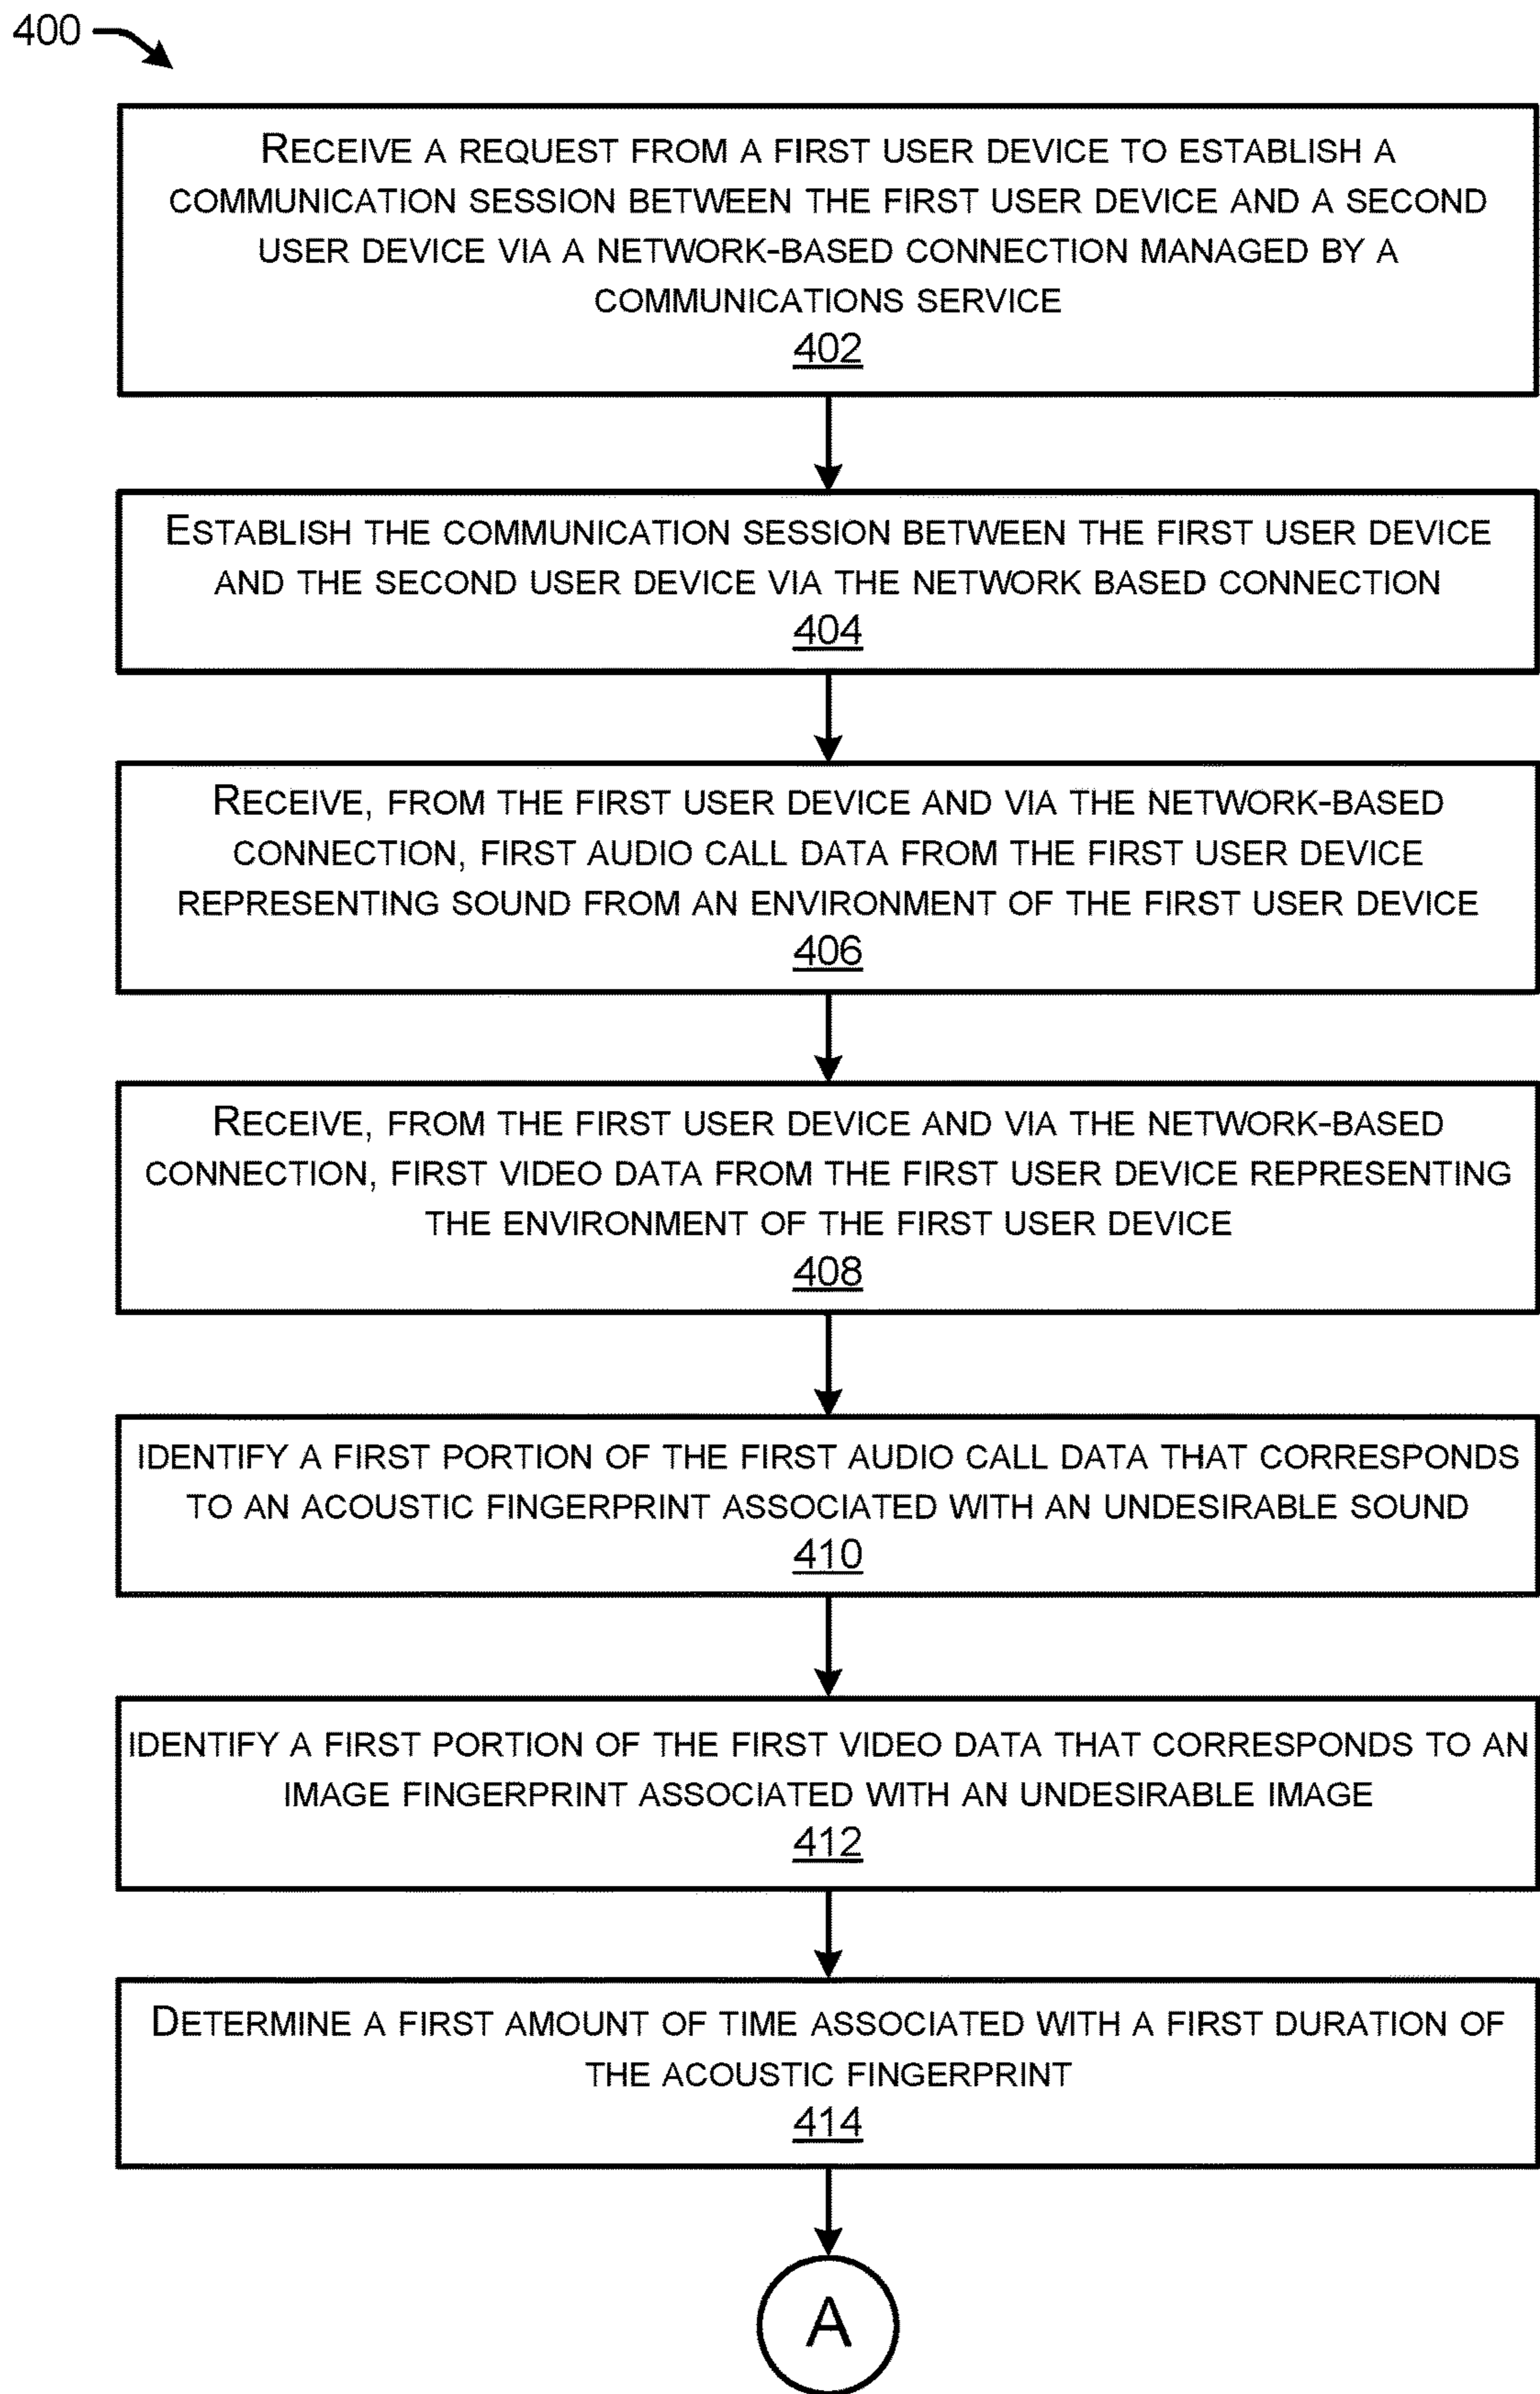 400
RECEIVE A REQUEST FROM A FIRST USER DEVICE TO ESTABLISH A
COMMUNICATION SESSION BETWEEN THE FIRST USER DEVICE AND A SECOND
USER DEVICE VIA A NETWORK-BASED CONNECTION MANAGED BY A
COMMUNICATIONS SERVICE
402
ESTABLISH THE COMMUNICATION SESSION BETWEEN THE FIRST USER DEVICE
AND THE SECOND USER DEVICE VIA THE NETWORK BASED CONNECTION
404
RECEIVE, FROM THE FIRST USER DEVICE AND VIA THE NETWORK-BASED
CONNECTION, FIRST AUDIO CALL DATA FROM THE FIRST USER DEVICE
REPRESENTING SOUND FROM AN ENVIRONMENT OF THE FIRST USER DEVICE
406
RECEIVE, FROM THE FIRST USER DEVICE AND VIA THE NETWORK-BASED
CONNECTION, FIRST VIDEO DATA FROM THE FIRST USER DEVICE REPRESENTING
THE ENVIRONMENT OF THE FIRST USER DEVICE
408
IDENTIFY A FIRST PORTION OF THE FIRST AUDIO CALL DATA THAT CORRESPONDS
TO AN ACOUSTIC FINGERPRINT ASSOCIATED WITH AN UNDESIRABLE SOUND
410
IDENTIFY A FIRST PORTION OF THE FIRST VIDEO DATA THAT CORRESPONDS TO AN
IMAGE FINGERPRINT ASSOCIATED WITH AN UNDESIRABLE IMAGE
412
DETERMINE A FIRST AMOUNT OF TIME ASSOCIATED WITH A FIRST DURATION OF
THE ACOUSTIC FINGERPRINT
414
A